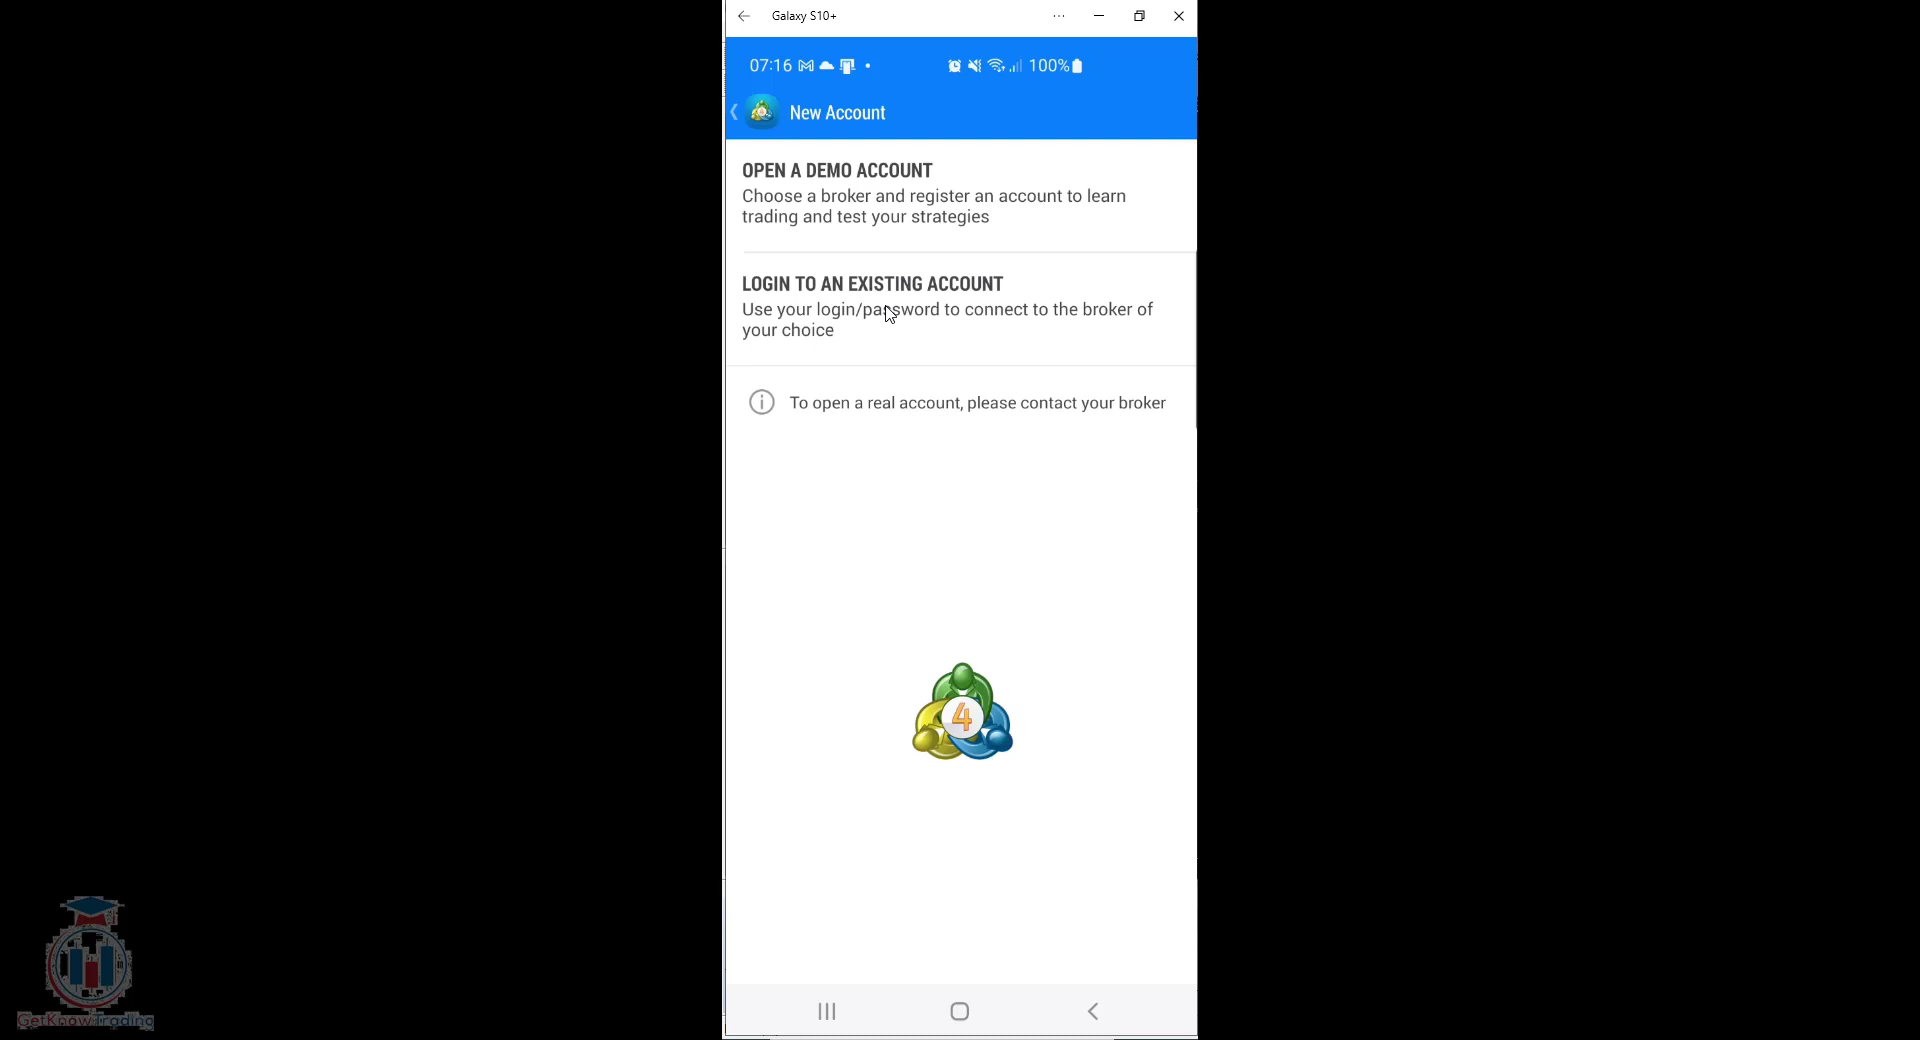 Galaxy S10+
07:16
100%
New Account
OPEN A DEMO ACCOUNT
Choose a broker and register an account to learn
trading and test your strategies
LOGIN TO AN EXISTING ACCOUNT
Use your login/password to connect to the broker of
your choice
To open a real account, please contact your broker
4
GetKnowTrading